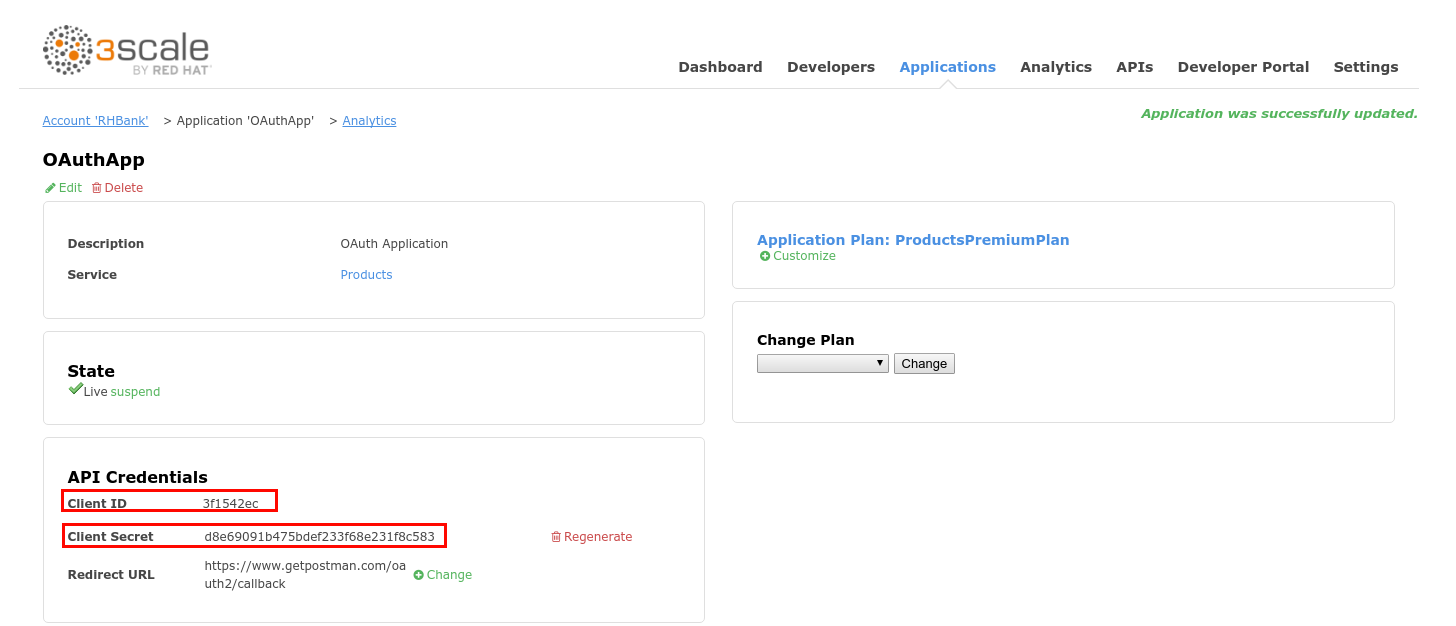 3scale
BY RED HAT
Dashboard Developers Applications Analytics APIs Developer Portal Settings
Account 'RHBank' > Application 'OAuthApp' > Analytics
Application was successfully updated.
OAuthApp
Edit Delete
Description OAuth Application
Service Products
Application Plan: ProductsPremiumPlan
Customize
State
Live suspend
Change Plan
Change
API Credentials
Client ID 3f1542ec
Client Secret d8e69091b475bdef233f68e231f8c583 Regenerate
Redirect URL https://www.getpostman.com/oa
uth2/callback Change